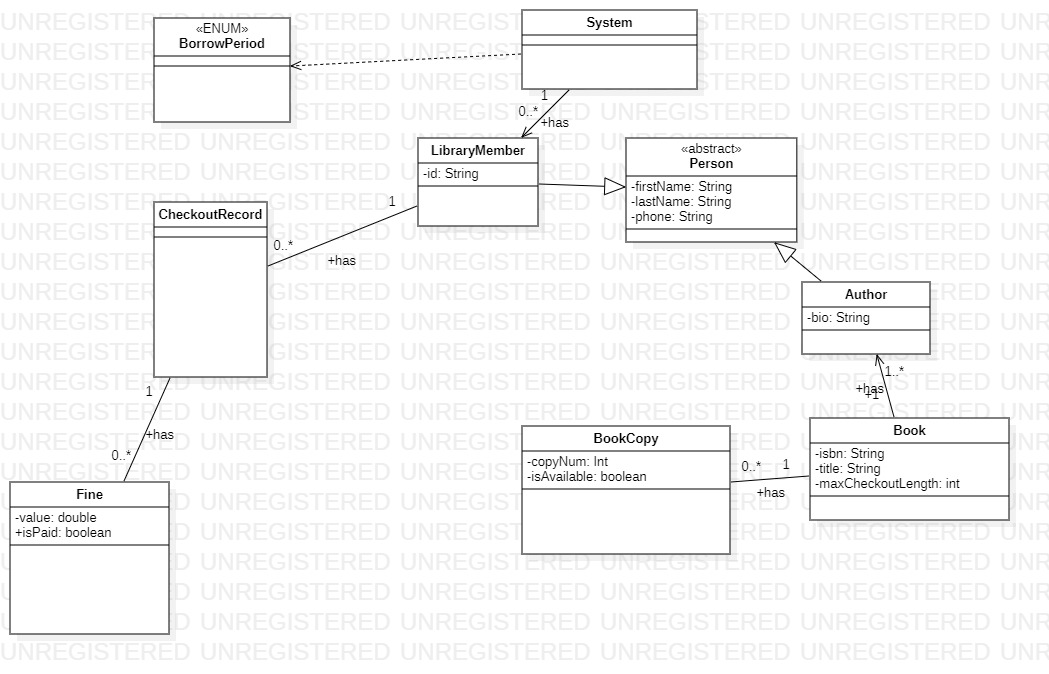 «ENUM»
BorrowPeriod
System
1
0..*
+has
LibraryMember
-id: String
«abstract»
Person
-firstName: String
-lastName: String
-phone: String
CheckoutRecord
1
0..*
+has
Author
-bio: String
1..*
+has
+1
1
+has
0..*
BookCopy
-copyNum: Int
-isAvailable: boolean
0..*
1
+has
Book
-isbn: String
-title: String
-maxCheckoutLength: int
Fine
-value: double
+isPaid: boolean
UNREGISTERED